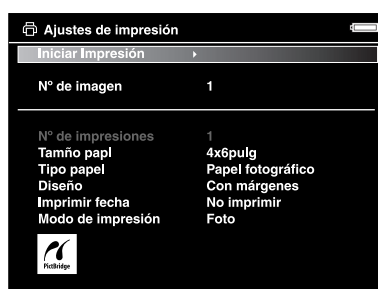 Ajustes de impresión
Iniciar Impresión
Nº de imagen 1
Nº de impresiones 1
Tamño papl 4x6pulg
Tipo papel Papel fotográfico
Diseño Con márgenes
Imprimir fecha No imprimir
Modo de impresión Foto
PictBridge